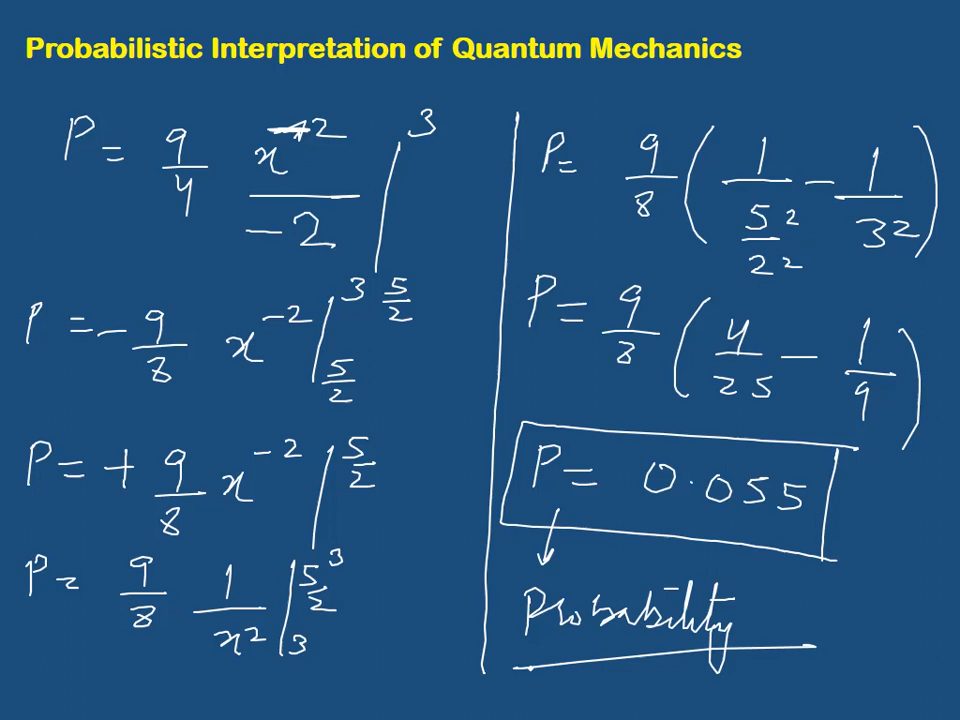 Probabilistic Interpretation of Quantum Mechanics
P = 9/4 x^-2/-2 |^3
P = -9/8 x^-2 |_5/2^3 5/2
P = +9/8 x^-2 |^5/2
P = 9/8 1/x^2 |_3^5/2 3
P = 9/8 (1/(5^2/2^2) - 1/3^2)
P = 9/8 (4/25 - 1/9)
P = 0.055
Probability